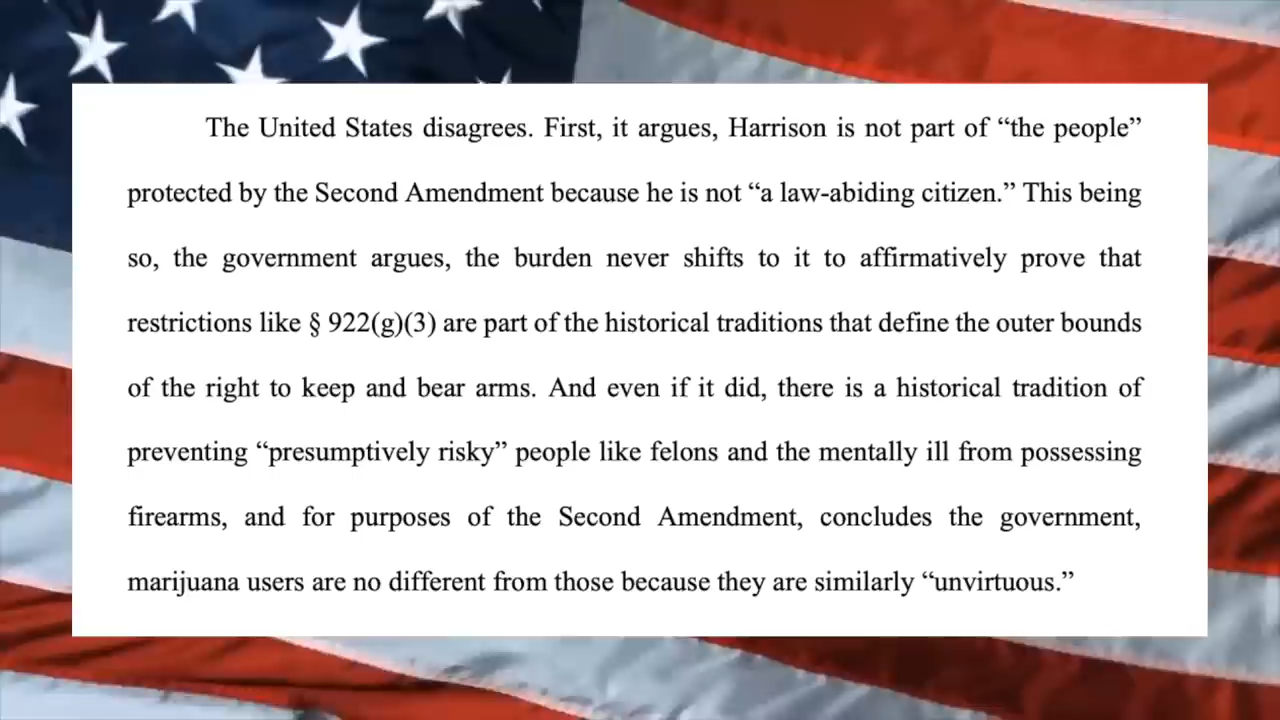 The United States disagrees. First, it argues, Harrison is not part of “the people”
protected by the Second Amendment because he is not “a law-abiding citizen.” This being
so, the government argues, the burden never shifts to it to affirmatively prove that
restrictions like § 922(g)(3) are part of the historical traditions that define the outer bounds
of the right to keep and bear arms. And even if it did, there is a historical tradition of
preventing “presumptively risky” people like felons and the mentally ill from possessing
firearms, and for purposes of the Second Amendment, concludes the government,
marijuana users are no different from those because they are similarly “unvirtuous.”